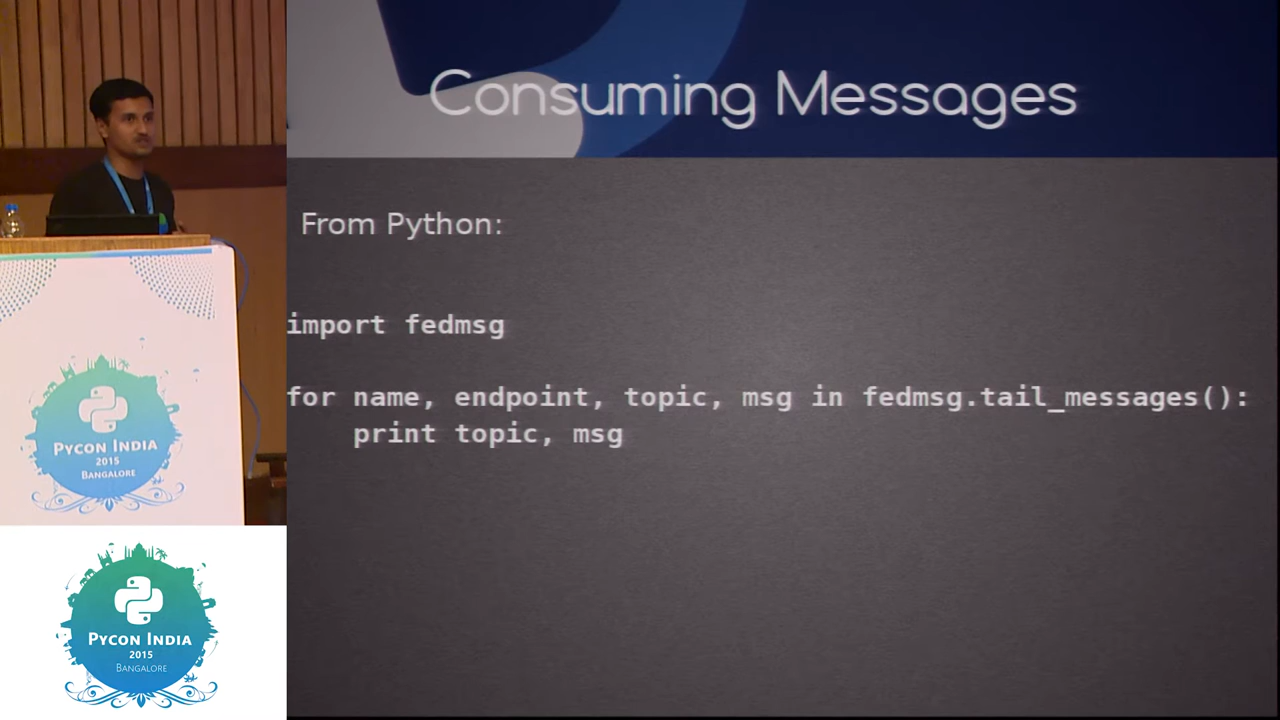 Consuming Messages
From Python:
import fedmsg
for name, endpoint, topic, msg in fedmsg.tail_messages():
    print topic, msg
PYCON INDIA
2015
BANGALORE
PYCON INDIA
2015
BANGALORE